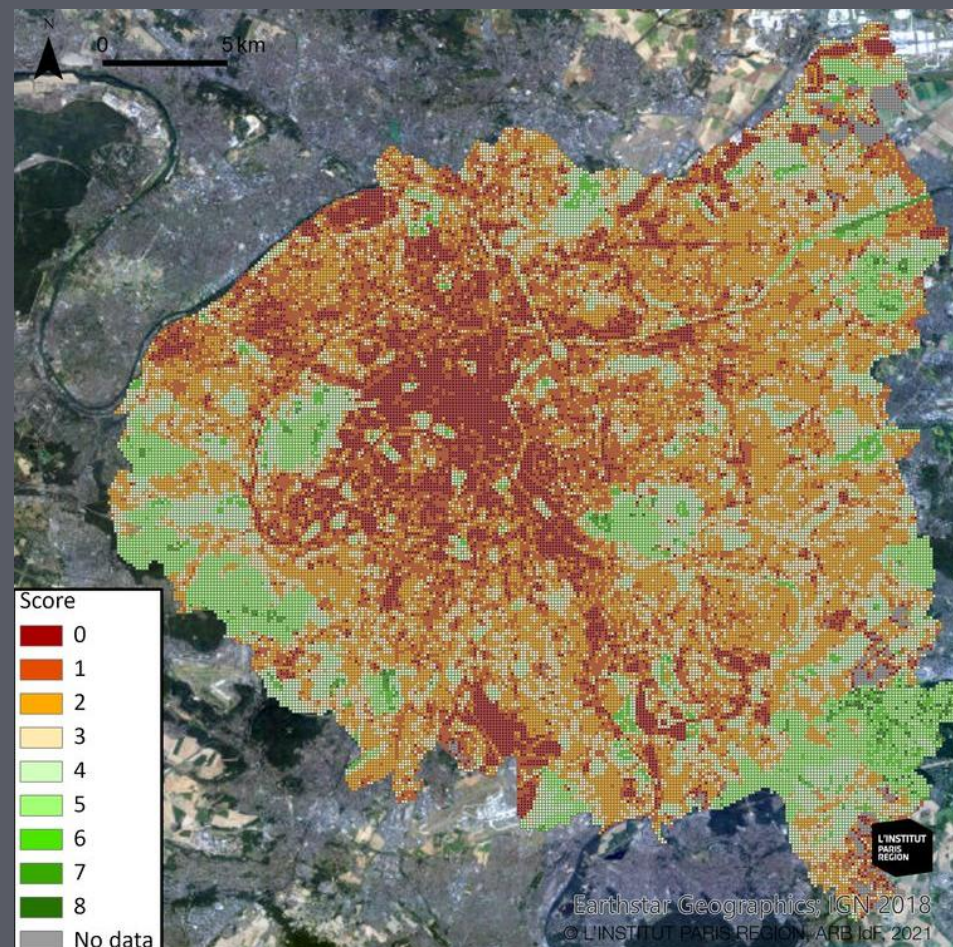 N
0 5 km
Score
0
1
2
3
4
5
6
7
8
No data
L'INSTITUT
PARIS
REGION
Earthstar Geographics; IGN 2018
© L'INSTITUT PARIS REGION, ARB IdF, 2021